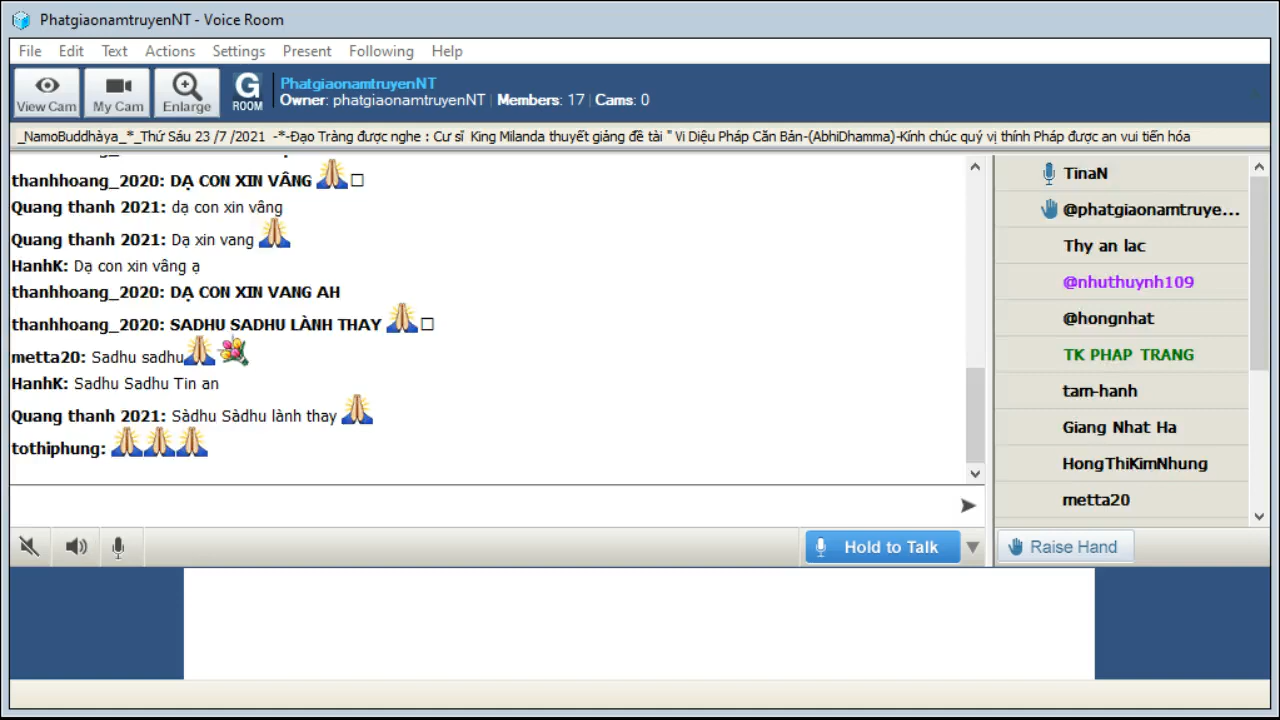 PhatgiaonamtruyenNT - Voice Room
File Edit Text Actions Settings Present Following Help
View Cam
My Cam
Enlarge
G
ROOM
PhatgiaonamtruyenNT
Owner: phatgiaonamtruyenNT | Members: 17 | Cams: 0
_NamoBuddhàya_*_Thứ Sáu 23 /7 /2021 -*-Đạo Tràng được nghe : Cư sĩ King Milanda thuyết giảng đề tài " Vi Diệu Pháp Căn Bản-(AbhiDhamma)-Kính chúc quý vị thính Pháp được an vui tiến hóa
thanhhoang_2020: DẠ CON XIN VÂNG
Quang thanh 2021: dạ con xin vâng
Quang thanh 2021: Dạ xin vang
HanhK: Dạ con xin vâng ạ
thanhhoang_2020: DẠ CON XIN VANG AH
thanhhoang_2020: SADHU SADHU LÀNH THAY
metta20: Sadhu sadhu
HanhK: Sadhu Sadhu Tin an
Quang thanh 2021: Sàdhu Sàdhu lành thay
tothiphung:
TinaN
@phatgiaonamtruye...
Thy an lac
@nhuthuynh109
@hongnhat
TK PHAP TRANG
tam-hanh
Giang Nhat Ha
HongThiKimNhung
metta20
Hold to Talk
Raise Hand